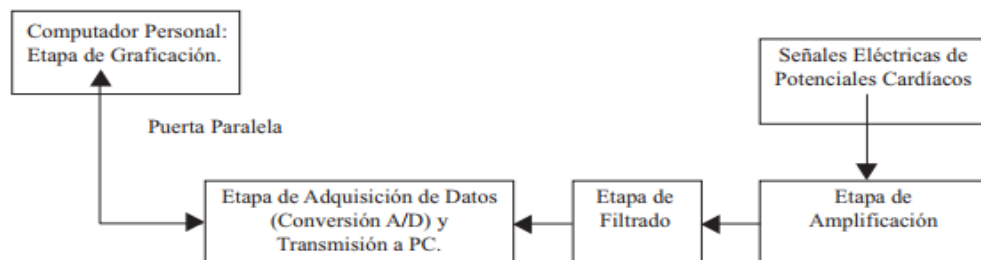 Computador Personal:
Etapa de Graficación.
Señales Eléctricas de
Potenciales Cardíacos
Puerta Paralela
Etapa de Adquisición de Datos
(Conversión A/D) y
Transmisión a PC.
Etapa de
Filtrado
Etapa de
Amplificación